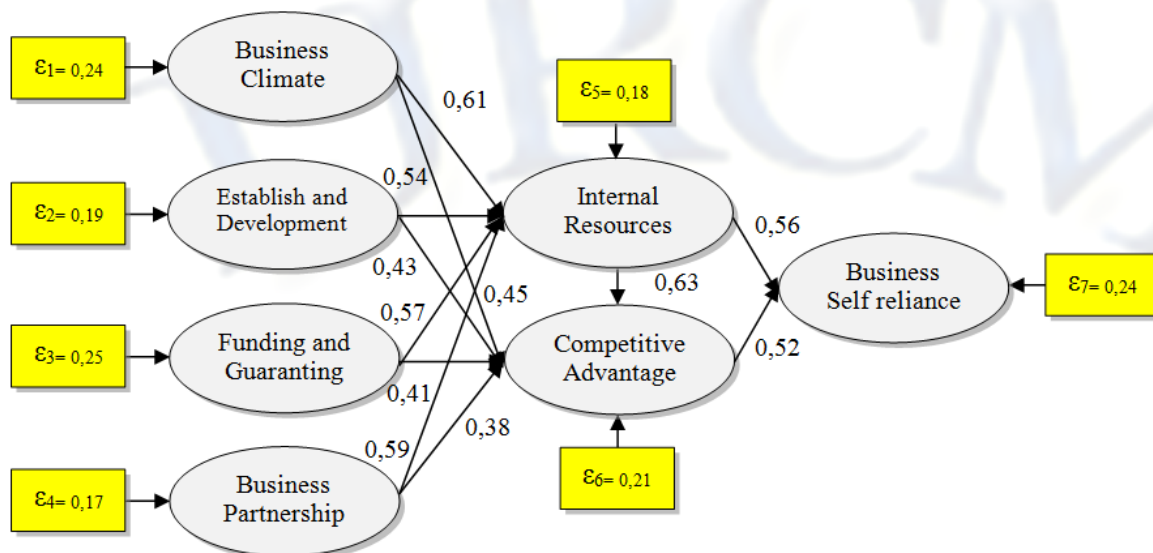 ε1= 0,24
Business
Climate
0,61
ε5= 0,18
ε2= 0,19
Establish and
Development
0,54
Internal
Resources
0,56
0,43
0,45
0,63
Business
Self reliance
ε7= 0,24
ε3= 0,25
Funding and
Guaranting
0,57
Competitive
Advantage
0,52
0,41
0,38
0,59
ε4= 0,17
Business
Partnership
ε6= 0,21